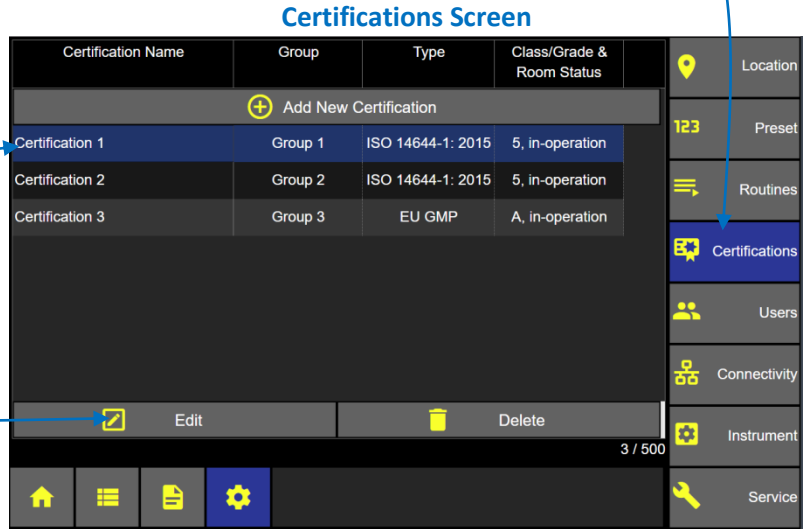 Certifications Screen
Certification Name Group Type Class/Grade &
Room Status
Add New Certification
Certification 1 Group 1 ISO 14644-1: 2015 5, in-operation
Certification 2 Group 2 ISO 14644-1: 2015 5, in-operation
Certification 3 Group 3 EU GMP A, in-operation
Edit Delete
3 / 500
Location
123 Preset
Routines
Certifications
Users
Connectivity
Instrument
Service